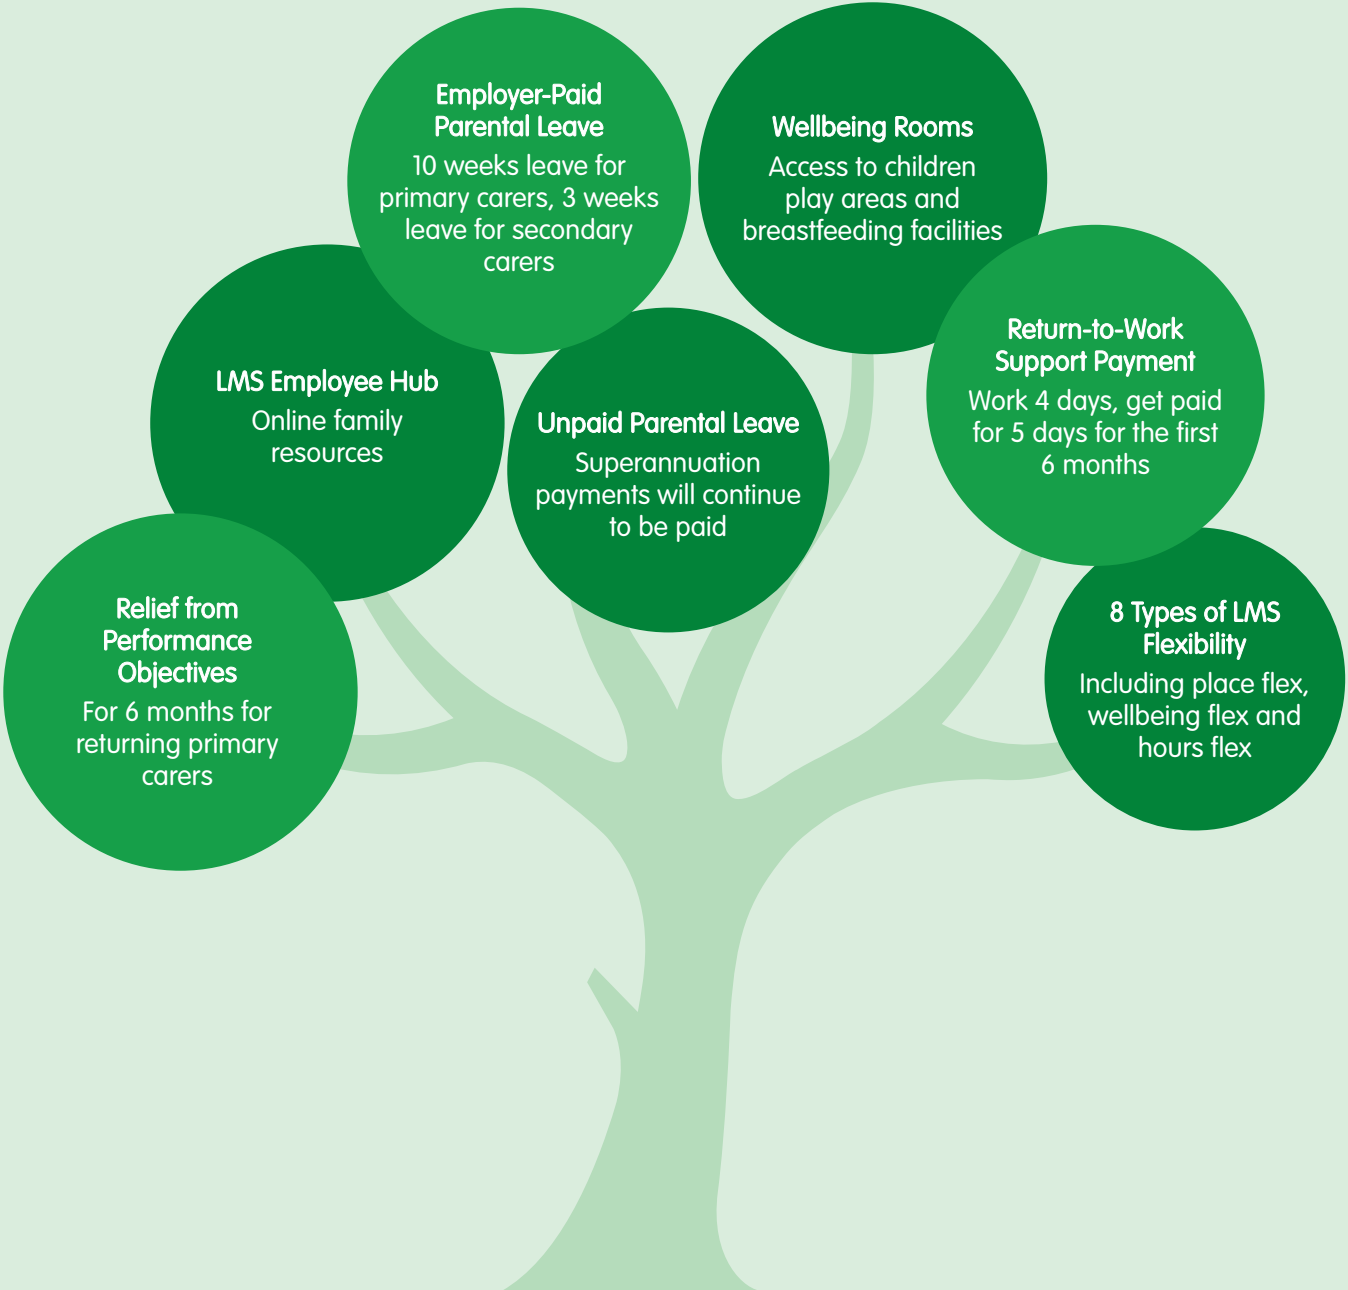 Employer-Paid
Parental Leave
10 weeks leave for
primary carers, 3 weeks
leave for secondary
carers
Wellbeing Rooms
Access to children
play areas and
breastfeeding facilities
LMS Employee Hub
Online family
resources
Unpaid Parental Leave
Superannuation
payments will continue
to be paid
Return-to-Work
Support Payment
Work 4 days, get paid
for 5 days for the first
6 months
Relief from
Performance
Objectives
For 6 months for
returning primary
carers
8 Types of LMS
Flexibility
Including place flex,
wellbeing flex and
hours flex